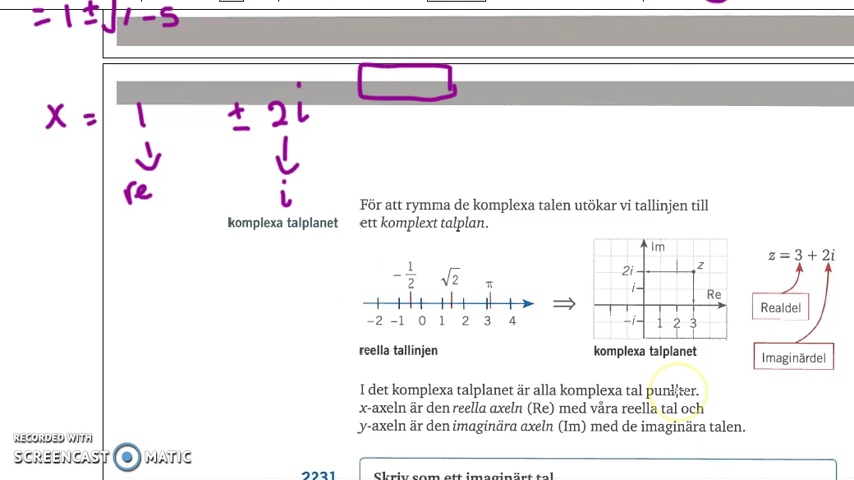 = 1 ± √1 - 5
x = 1 ± 2i
re
i
För att rymma de komplexa talen utökar vi tallinjen till
komplexa talplanet
ett komplext talplan.
Im
z = 3 + 2i
-1/2 √2 π
2i z
i
Re
Realdel
-2 -1 0 1 2 3 4
-i 1 2 3
reella tallinjen
komplexa talplanet
Imaginärdel
I det komplexa talplanet är alla komplexa tal punkter.
x-axeln är den reella axeln (Re) med våra reella tal och
y-axeln är den imaginära axeln (Im) med de imaginära talen.
RECORDED WITH
SCREENCAST MATIC
2231 Skriv som ett imaginärt tal